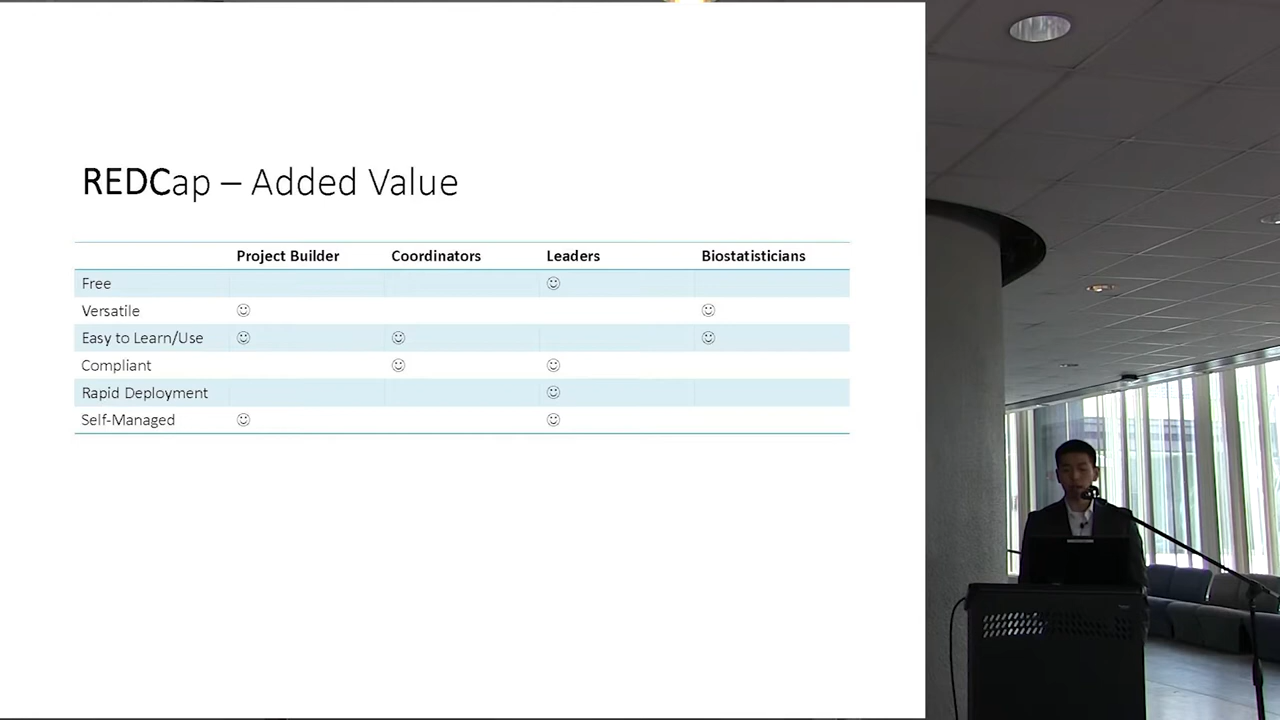 REDCap – Added Value
Project Builder Coordinators Leaders Biostatisticians
Free ☺
Versatile ☺ ☺
Easy to Learn/Use ☺ ☺ ☺
Compliant ☺ ☺
Rapid Deployment ☺
Self-Managed ☺ ☺